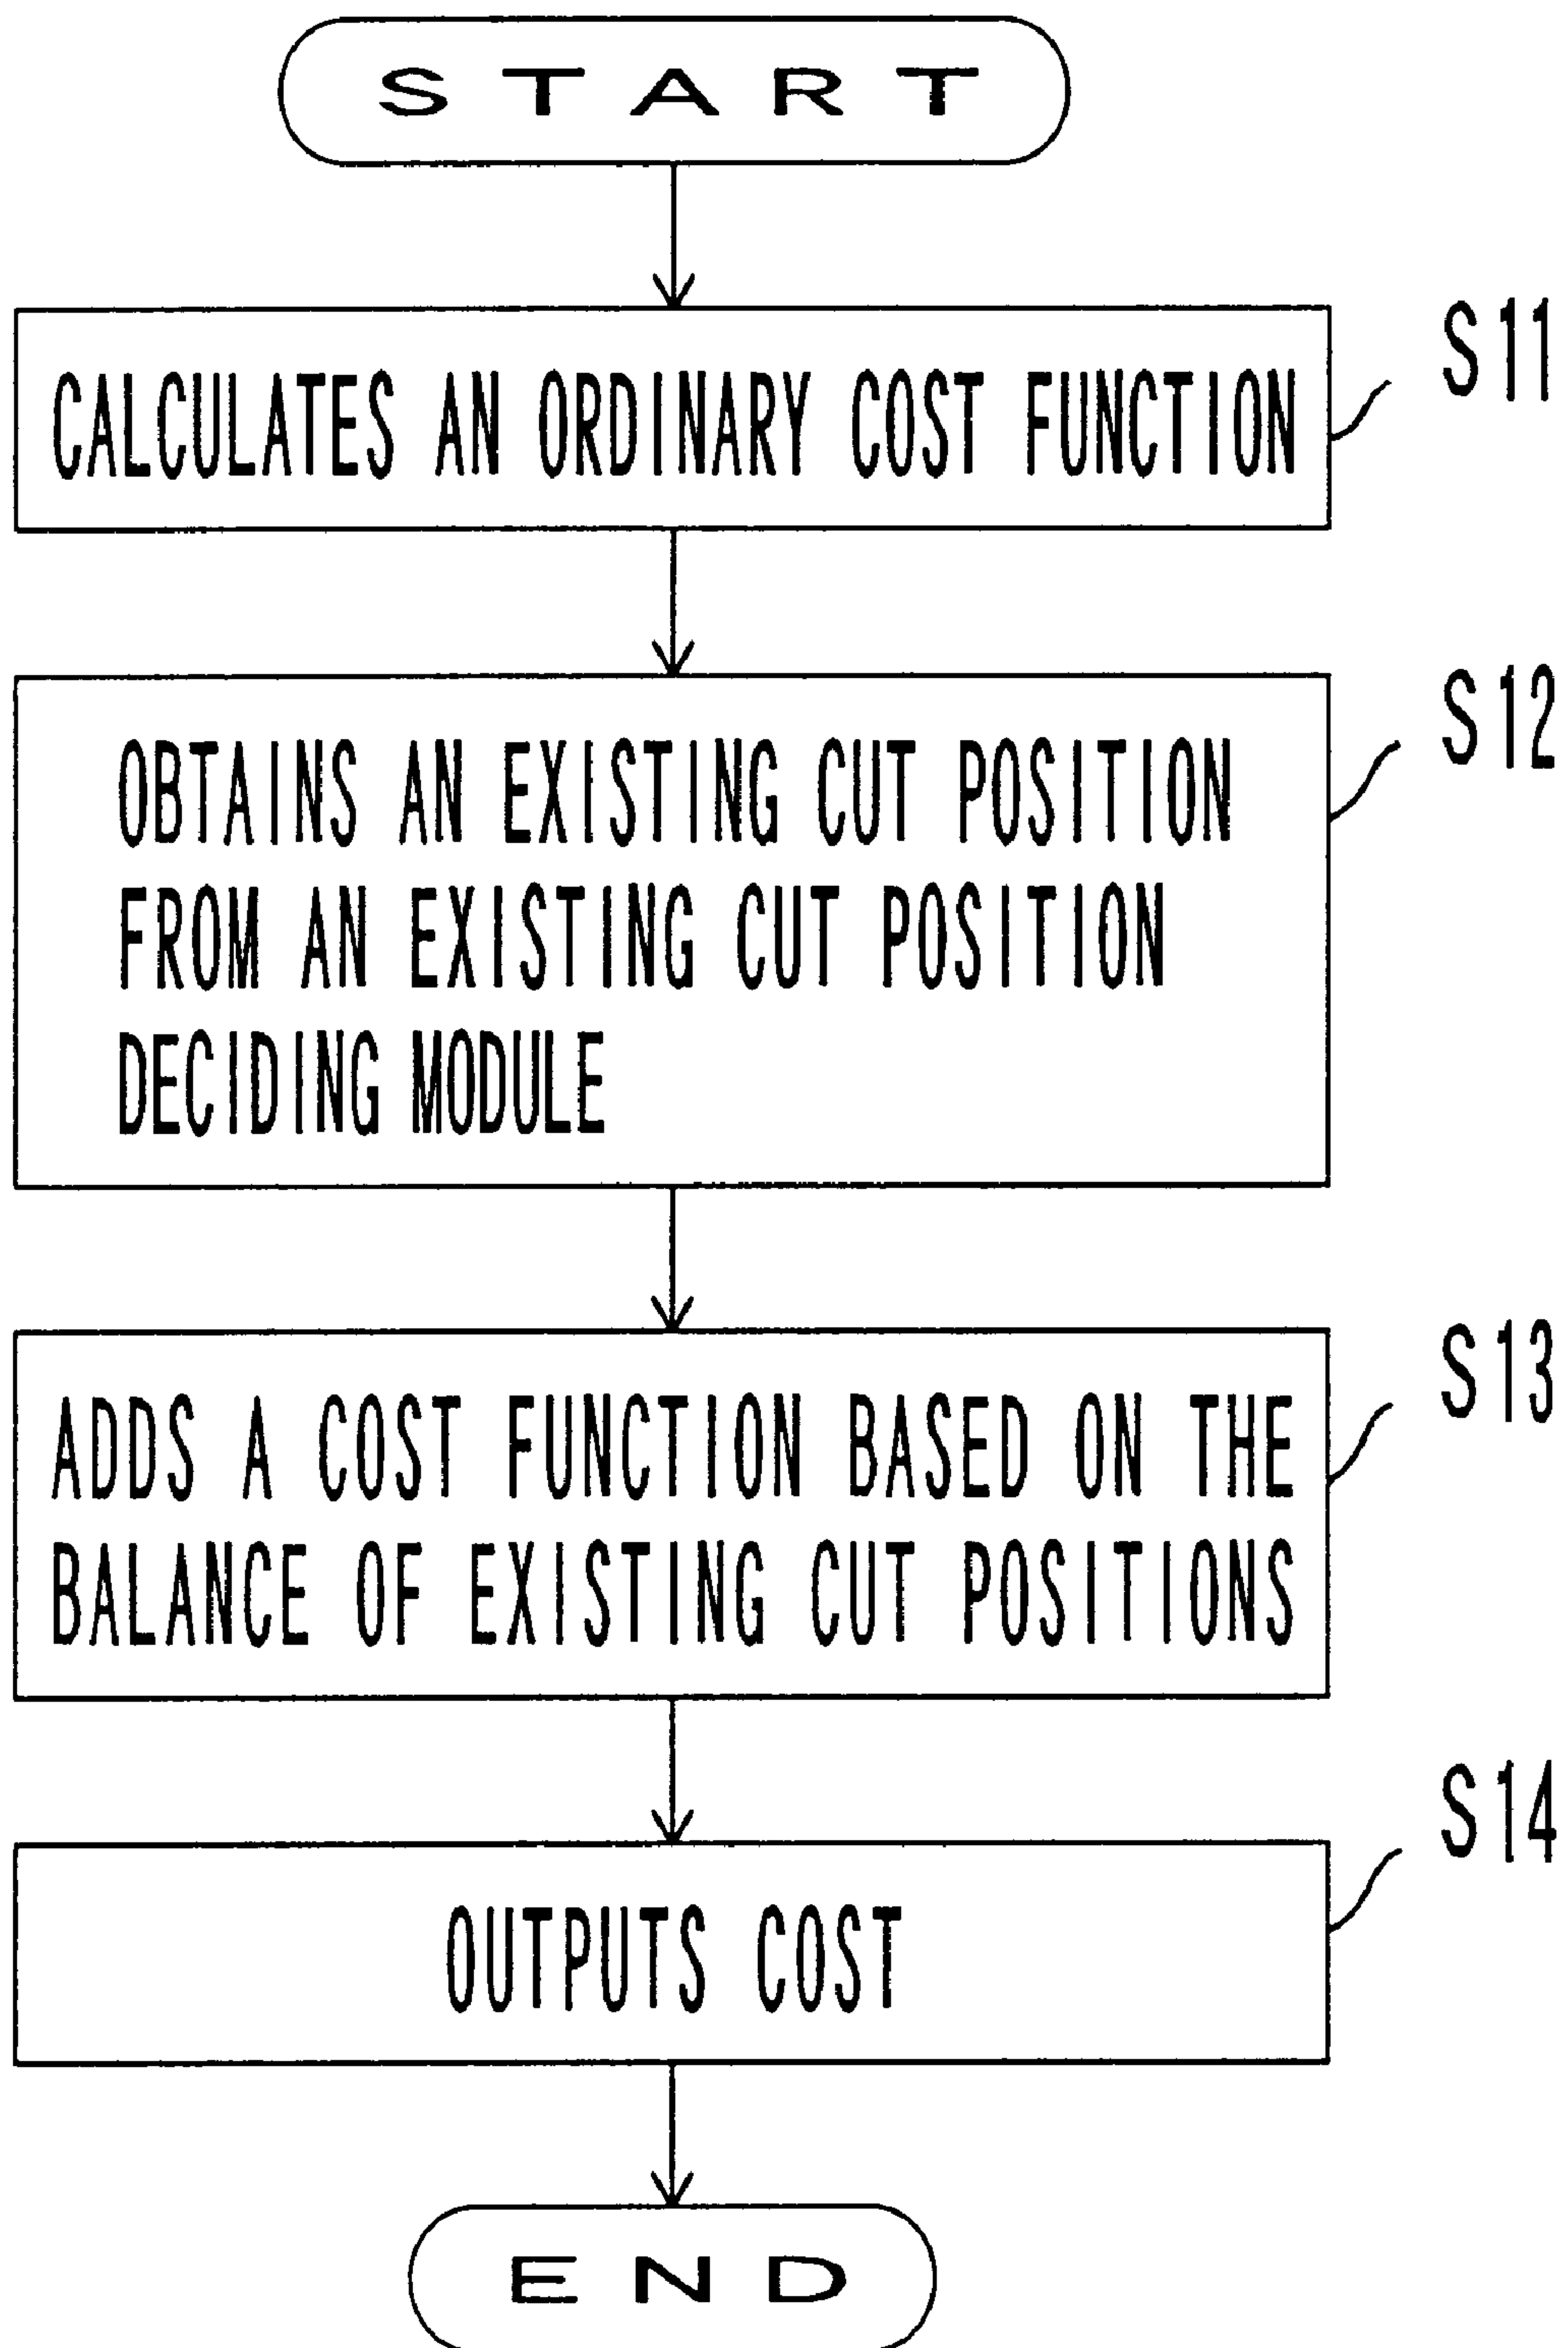 START
CALCULATES AN ORDINARY COST FUNCTION
S11
OBTAINS AN EXISTING CUT POSITION
FROM AN EXISTING CUT POSITION
DECIDING MODULE
S12
ADDS A COST FUNCTION BASED ON THE
BALANCE OF EXISTING CUT POSITIONS
S13
OUTPUTS COST
S14
END